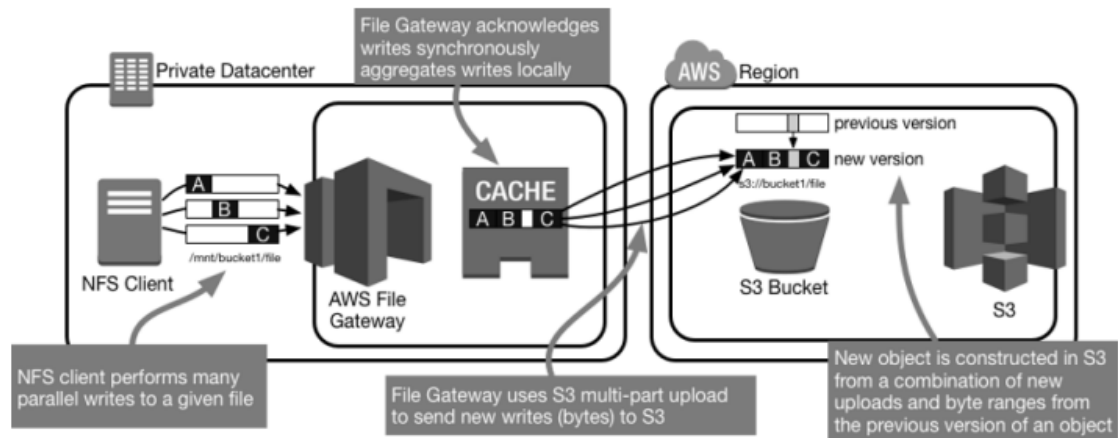 File Gateway acknowledges
writes synchronously
aggregates writes locally
Private Datacenter
AWS
Region
previous version
A B C
new version
s3://bucket1/file
A
B
C
/mnt/bucket1/file
CACHE
A B C
NFS Client
AWS File
Gateway
S3 Bucket
S3
NFS client performs many
parallel writes to a given file
File Gateway uses S3 multi-part upload
to send new writes (bytes) to S3
New object is constructed in S3
from a combination of new
uploads and byte ranges from
the previous version of an object